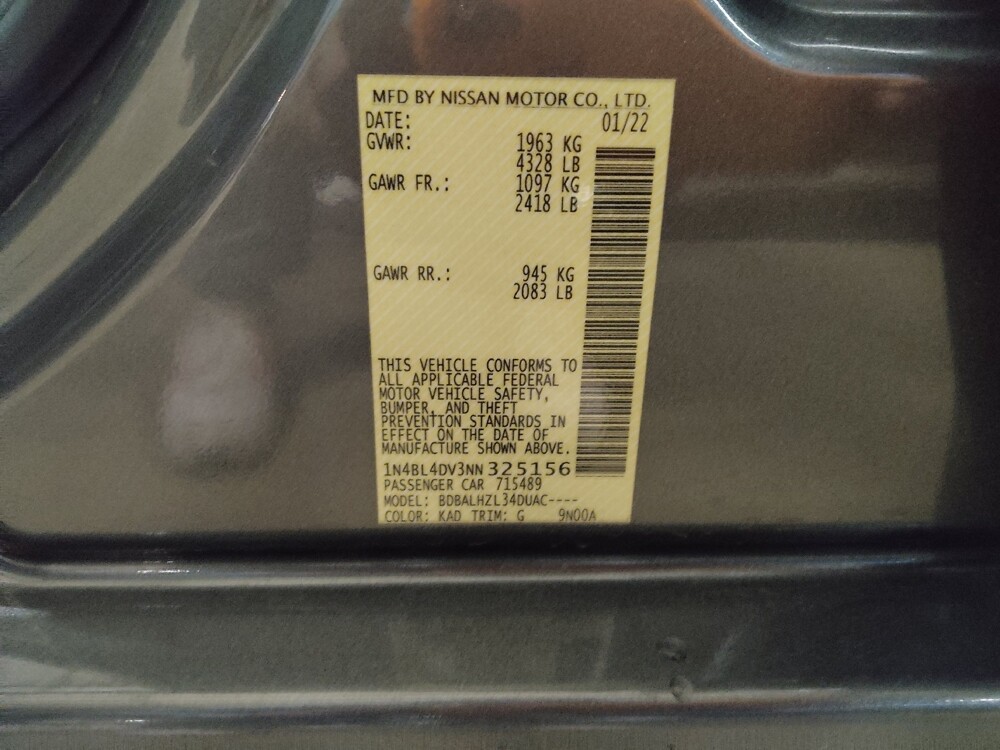 MFD BY NISSAN MOTOR CO., LTD.
DATE: 01/22
GVWR: 1963 KG
4328 LB
GAWR FR.: 1097 KG
2418 LB
GAWR RR.: 945 KG
2083 LB
THIS VEHICLE CONFORMS TO
ALL APPLICABLE FEDERAL
MOTOR VEHICLE SAFETY,
BUMPER, AND THEFT
PREVENTION STANDARDS IN
EFFECT ON THE DATE OF
MANUFACTURE SHOWN ABOVE.
1N4BL4DV3NN325156
PASSENGER CAR 715489
MODEL: BDBALHZL34DUAC----
COLOR: KAD TRIM: G 9N00A